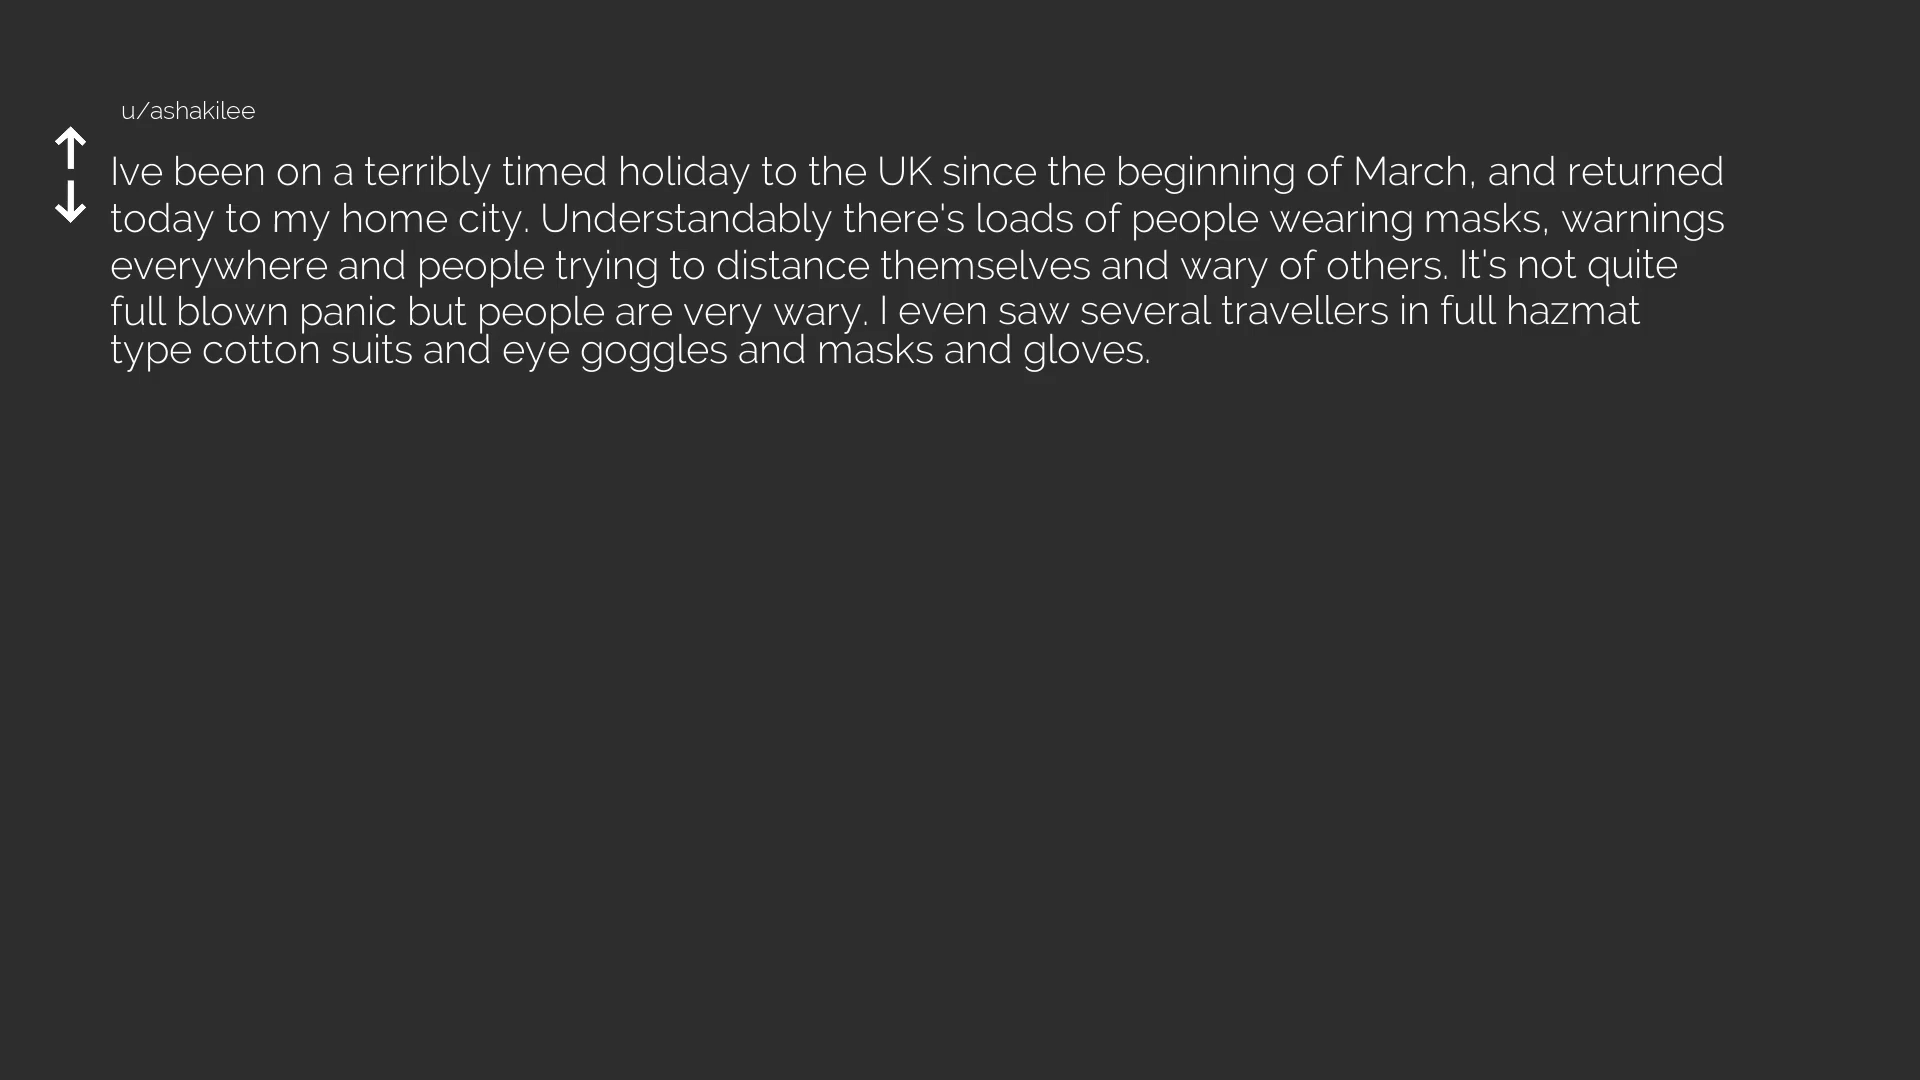 u/ashakilee
Ive been on a terribly timed holiday to the UK since the beginning of March, and returned
today to my home city. Understandably there's loads of people wearing masks, warnings
everywhere and people trying to distance themselves and wary of others. It's not quite
full blown panic but people are very wary. I even saw several travellers in full hazmat
type cotton suits and eye goggles and masks and gloves.